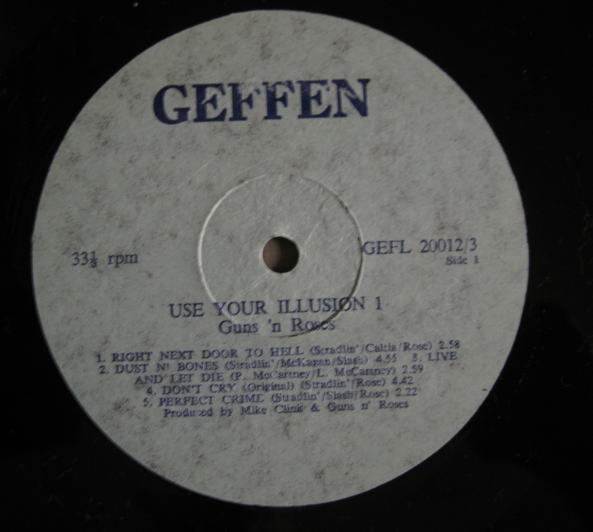 GEFFEN
33⅓ rpm
GEFL 20012/3
Side 1
USE YOUR ILLUSION 1
Guns 'n Roses
1. RIGHT NEXT DOOR TO HELL (Stradlin'/Caltia/Rose) 2.58
2. DUST N' BONES (Stradlin'/McKagan/Slash) 4.55 3. LIVE
AND LET DIE (P. McCartney/L. McCartney) 2.59
4. DON'T CRY (Original) (Stradlin'/Rose) 4.42
5. PERFECT CRIME (Stradlin'/Slash/Rose) 2.22
Produced by Mike Clink & Guns n' Roses